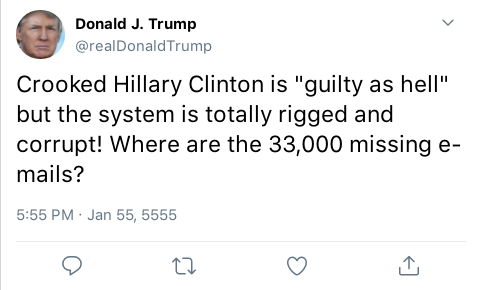 Donald J. Trump
@realDonaldTrump
Crooked Hillary Clinton is "guilty as hell"
but the system is totally rigged and
corrupt! Where are the 33,000 missing e-
mails?
5:55 PM · Jan 55, 5555